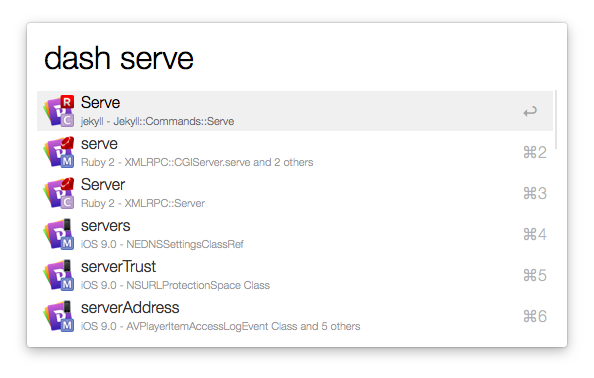 dash serve
Serve
jekyll - Jekyll::Commands::Serve
↩
serve
Ruby 2 - XMLRPC::CGIServer.serve and 2 others
⌘2
Server
Ruby 2 - XMLRPC::Server
⌘3
servers
iOS 9.0 - NEDNSSettingsClassRef
⌘4
serverTrust
iOS 9.0 - NSURLProtectionSpace Class
⌘5
serverAddress
iOS 9.0 - AVPlayerItemAccessLogEvent Class and 5 others
⌘6